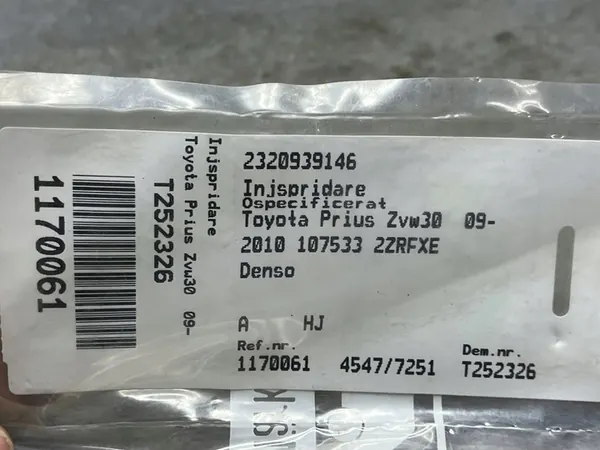 2320939146
Injspridare
Ospecificerat
Toyota Prius Zvw30 09-
2010 107533 2ZRFXE
Denso
A HJ
Ref.nr. Dem.nr.
1170061 4547/7251 T252326
Injspridare
Toyota Prius Zvw30 09-
T252326
1170061